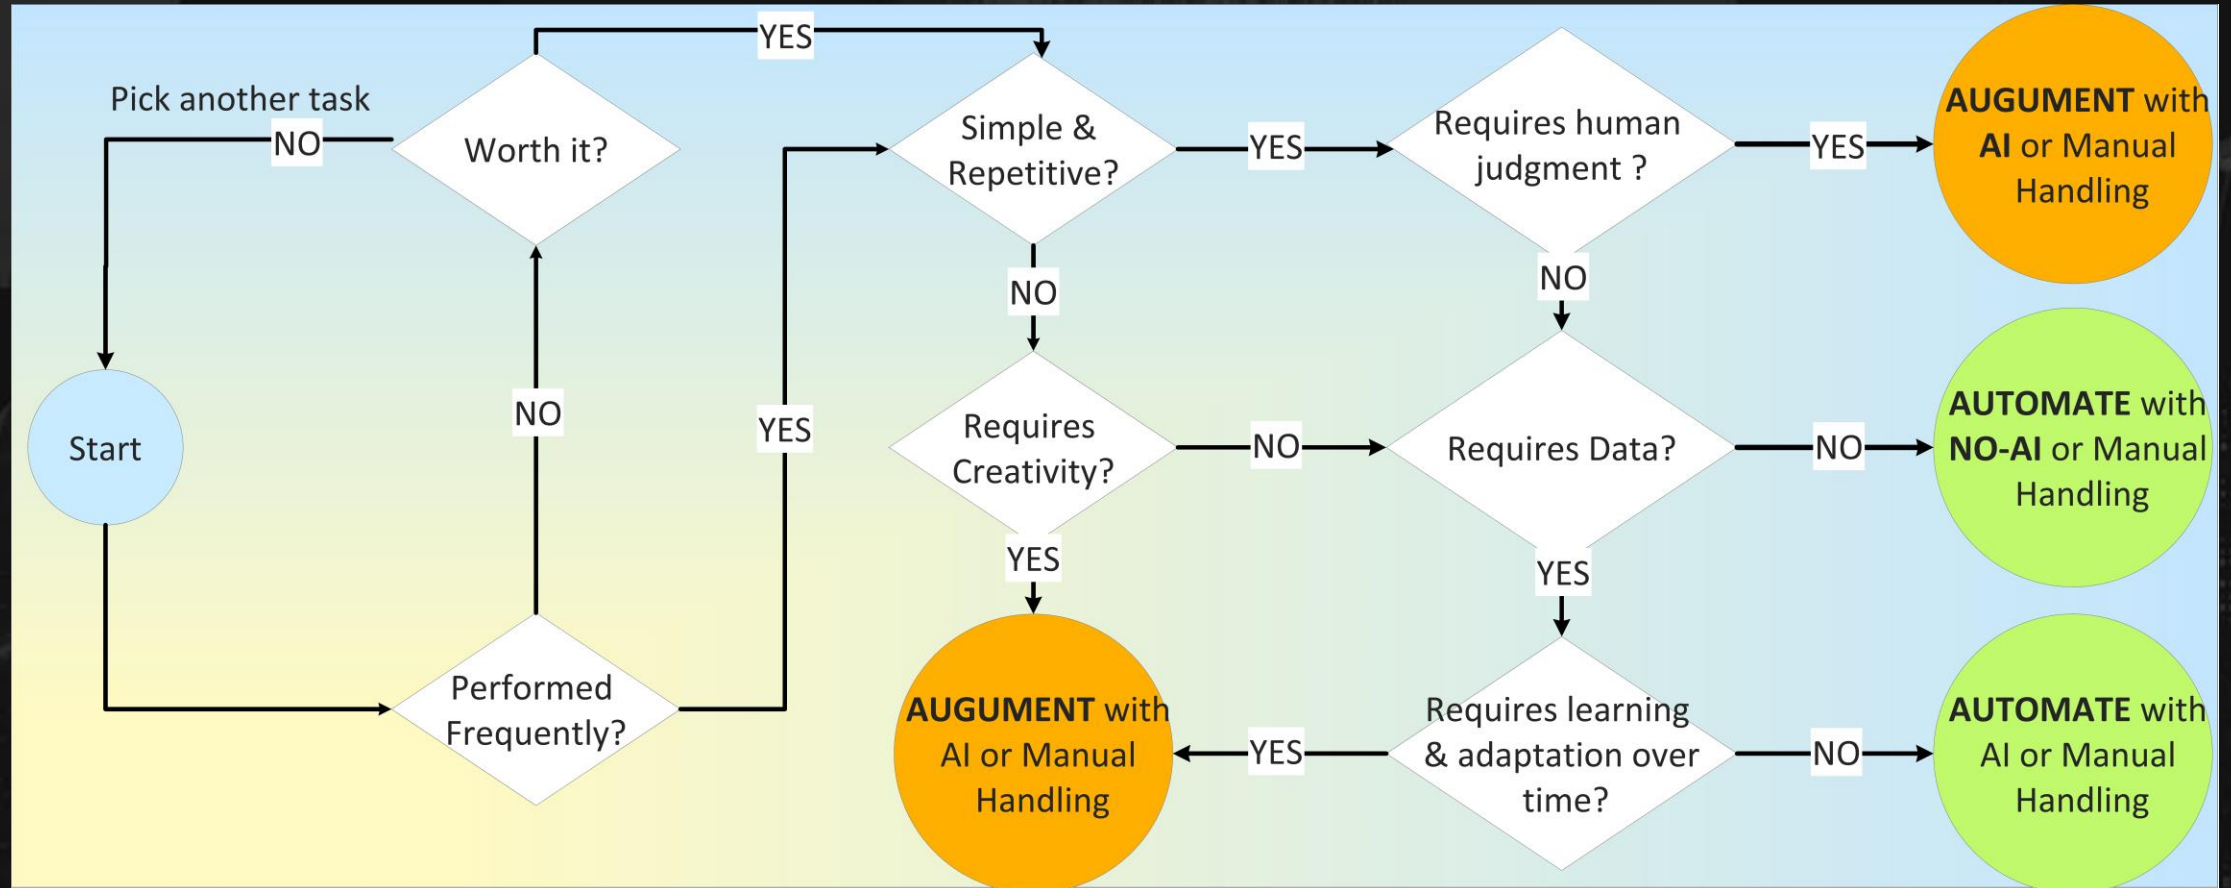 YES
Pick another task
NO
Worth it?
Simple &
Repetitive?
YES
Requires human
judgment ?
YES
AUGUMENT with
AI or Manual
Handling
NO
NO
Start
NO
YES
Requires
Creativity?
NO
Requires Data?
NO
AUTOMATE with
NO-AI or Manual
Handling
YES
YES
Performed
Frequently?
AUGUMENT with
AI or Manual
Handling
YES
Requires learning
& adaptation over
time?
NO
AUTOMATE with
AI or Manual
Handling